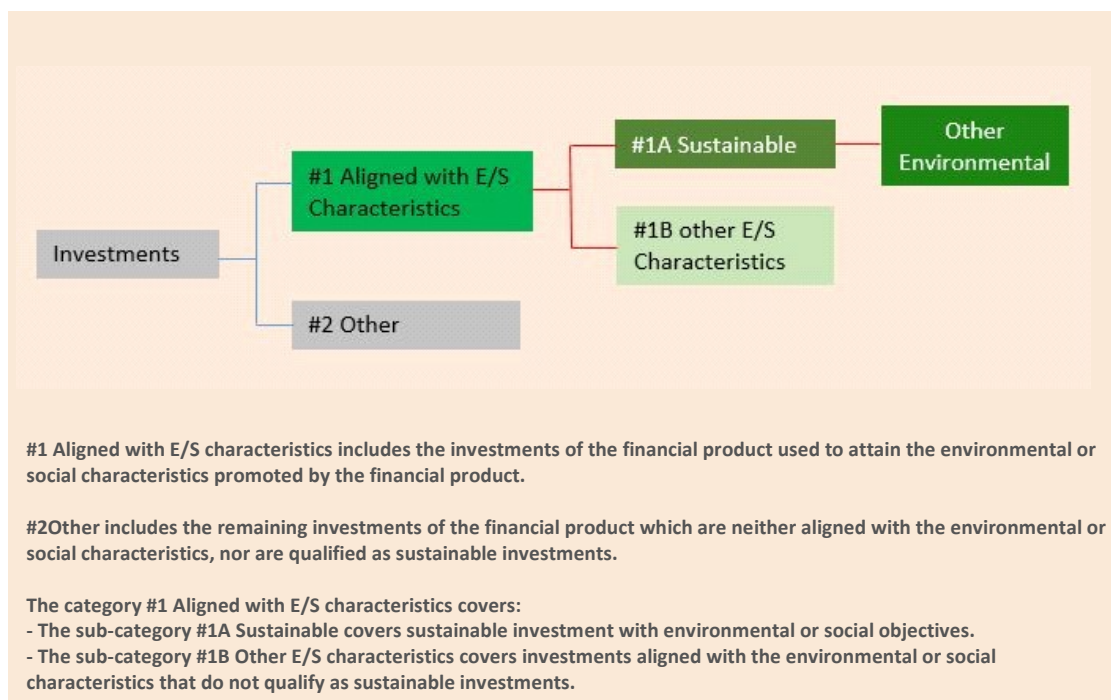 Investments
#1 Aligned with E/S
Characteristics
#2 Other
#1A Sustainable
#1B other E/S
Characteristics
Other
Environmental
#1 Aligned with E/S characteristics includes the investments of the financial product used to attain the environmental or
social characteristics promoted by the financial product.
#2Other includes the remaining investments of the financial product which are neither aligned with the environmental or
social characteristics, nor are qualified as sustainable investments.
The category #1 Aligned with E/S characteristics covers:
- The sub-category #1A Sustainable covers sustainable investment with environmental or social objectives.
- The sub-category #1B Other E/S characteristics covers investments aligned with the environmental or social
characteristics that do not qualify as sustainable investments.